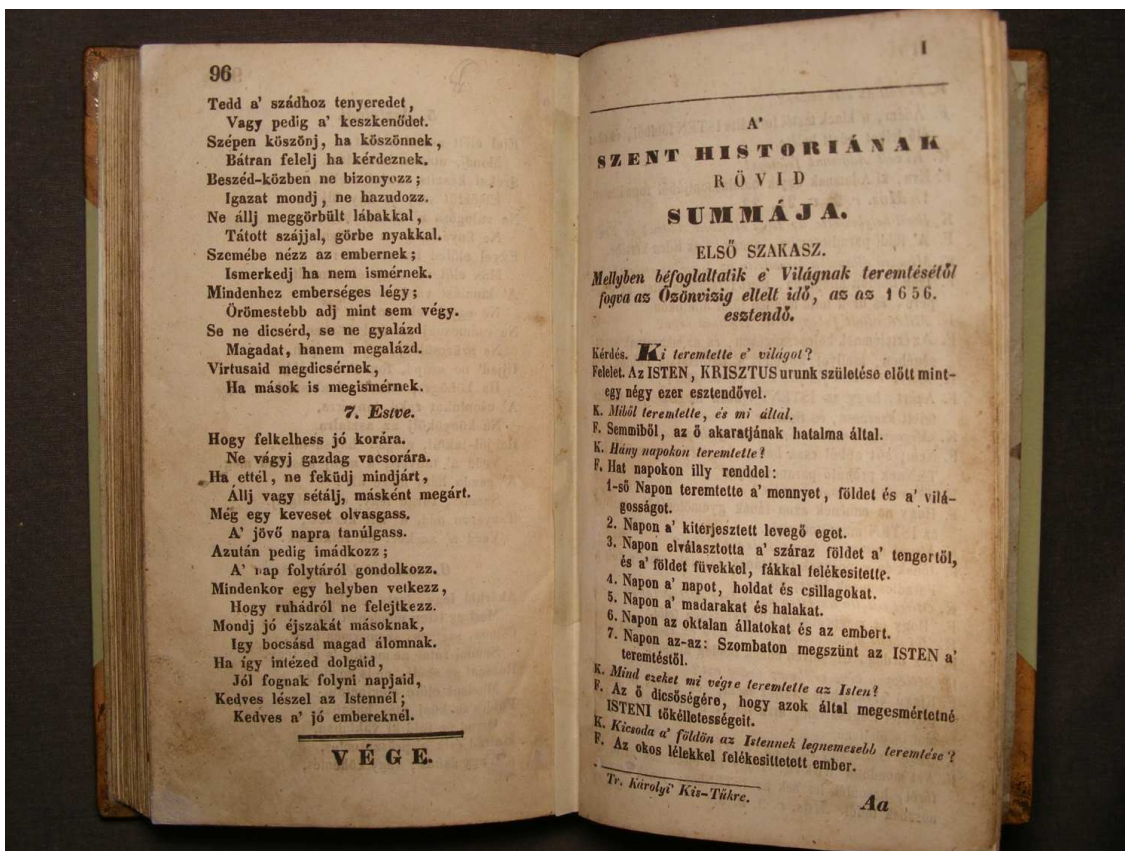 96
Tedd a' szádhoz tenyeredet,
Vagy pedig a' keszkenődet.
Szépen köszönj, ha köszönnek,
Bátran felelj ha kérdeznek.
Beszéd-közben ne bizonyozz;
Igazat mondj, ne hazudozz.
Ne állj meggörbült lábakkal,
Tátott szájjal, görbe nyakkal.
Szemébe nézz az embernek;
Ismerkedj ha nem ismérnek.
Mindenhez emberséges légy;
Örömestebb adj mint sem végy.
Se ne dicsérd, se ne gyalázd
Magadat, hanem megalázd.
Virtusaid megdicsérnek,
Ha mások is megismérnek.
7. Estve.
Hogy felkelhess jó korára.
Ne vágyj gazdag vacsorára.
Ha ettél, ne feküdj mindjárt,
Állj vagy sétálj, másként megárt.
Még egy keveset olvasgass.
A' jövő napra tanúlgass.
Azután pedig imádkozz;
A' nap folytáról gondolkozz.
Mindenkor egy helyben vetkezz,
Hogy ruhádról ne felejtkezz.
Mondj jó éjszakát másoknak,
Igy bocsásd magad álomnak.
Ha így intézed dolgaid,
Jól fognak folyni napjaid,
Kedves lészel az Istennél;
Kedves a' jó embereknél.
VÉGE.
1
A'
SZENT HISTORIÁNAK
RÖVID
SUMMÁJA.
ELSŐ SZAKASZ.
Mellyben béfoglaltatik e' Világnak teremtésétől
fogva az Özönvizig eltelt idő, az az 1656.
esztendő.
Kérdés. Ki teremtette e' világot?
Felelet. Az ISTEN, KRISZTUS urunk születése előtt mint-
egy négy ezer esztendővel.
K. Miből teremtette, és mi által.
F. Semmiből, az ő akaratjának hatalma által.
K. Hány napokon teremtette?
F. Hat napokon illy renddel:
1-ső Napon teremtette a' mennyet, földet és a' vilá-
gosságot.
2. Napon a' kiterjesztett levegő eget.
3. Napon elválasztotta a' száraz földet a' tengertől,
és a' földet füvekkel, fákkal felékesitette.
4. Napon a' napot, holdat és csillagokat.
5. Napon a' madarakat és halakat.
6. Napon az oktalan állatokat és az embert.
7. Napon az-az: Szombaton megszünt az ISTEN a'
teremtéstől.
K. Mind ezeket mi végre teremtette az Isten?
F. Az ő dicsőségére, hogy azok által megesmértetné
ISTENI tökélletességeit.
K. Kicsoda a' földön az Istennek legnemesebb teremtése?
F. Az okos lélekkel felékesittetett ember.
Tr. Károlyi' Kis-Tükre.
Aa